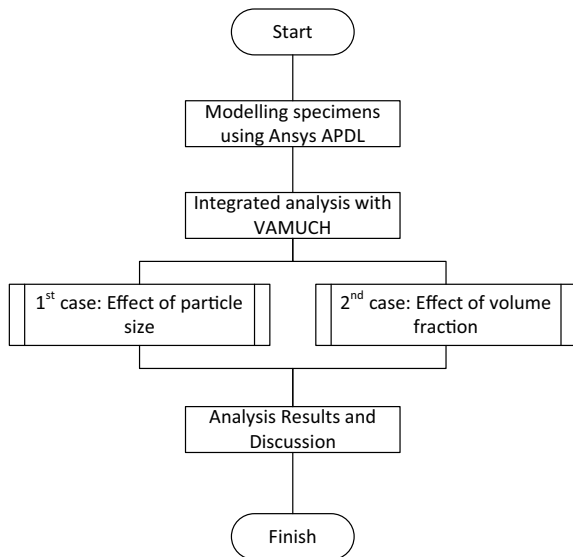 Start
Modelling specimens
using Ansys APDL
Integrated analysis with
VAMUCH
1st case: Effect of particle
size
2nd case: Effect of volume
fraction
Analysis Results and
Discussion
Finish